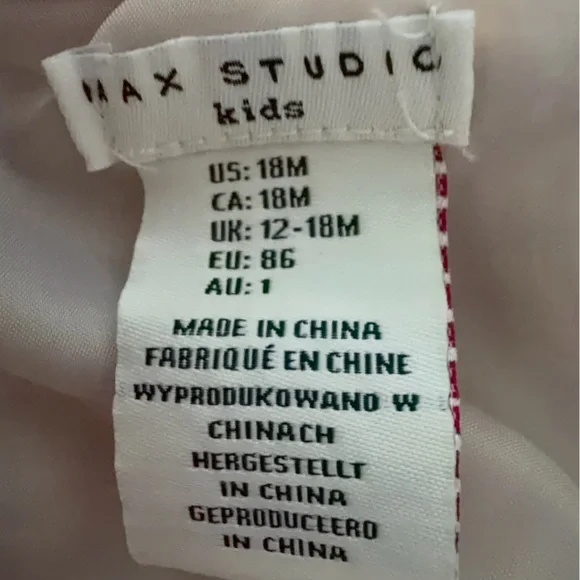 MAX STUDIO
kids
US: 18M
CA: 18M
UK: 12-18M
EU: 86
AU: 1
MADE IN CHINA
FABRIQUÉ EN CHINE
WYPRODUKOWANO W
CHINACH
HERGESTELLT
IN CHINA
GEPRODUCEERD
IN CHINA